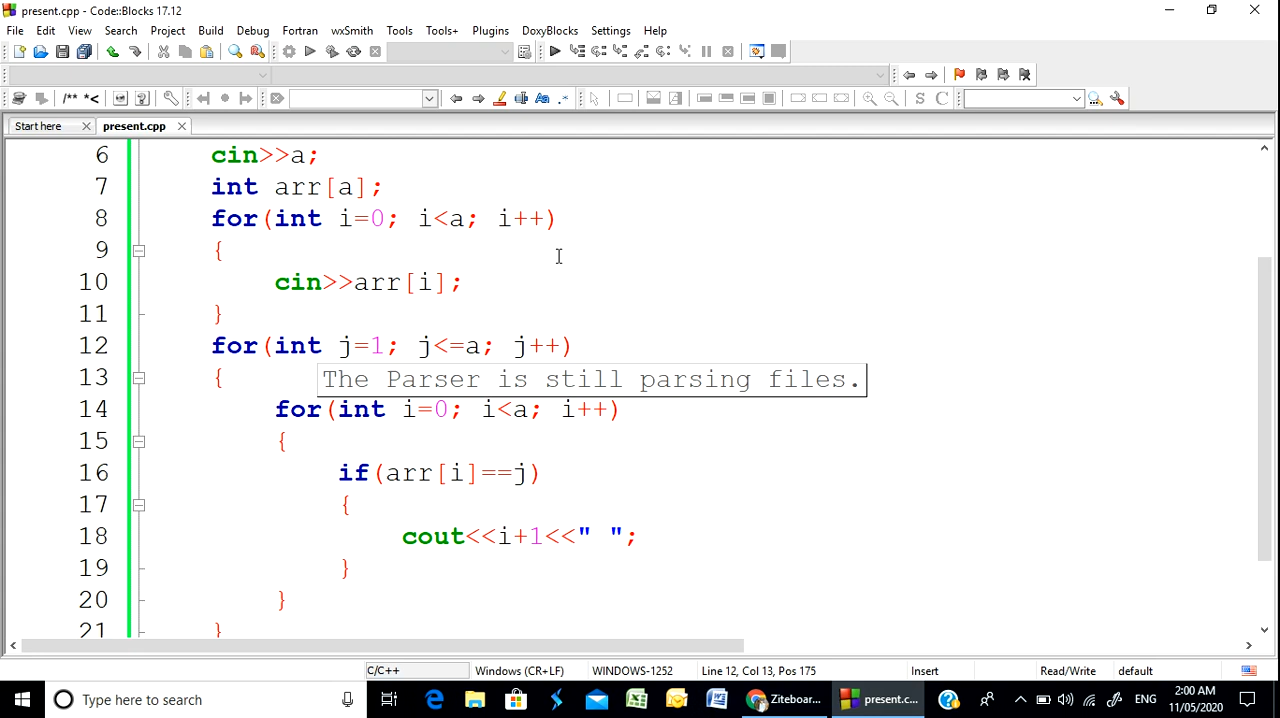 present.cpp - Code::Blocks 17.12
File Edit View Search Project Build Debug Fortran wxSmith Tools Tools+ Plugins DoxyBlocks Settings Help
/** *<
S C
Start here present.cpp
6 cin>>a;
7 int arr[a];
8 for(int i=0; i<a; i++)
9 {
10 cin>>arr[i];
11 }
12 for(int j=1; j<=a; j++)
13 {
The Parser is still parsing files.
14 for(int i=0; i<a; i++)
15 {
16 if(arr[i]==j)
17 {
18 cout<<i+1<<" ";
19 }
20 }
21 }
C/C++ Windows (CR+LF) WINDOWS-1252 Line 12, Col 13, Pos 175 Insert Read/Write default
Type here to search Ziteboar... present.c... ENG 2:00 AM
11/05/2020